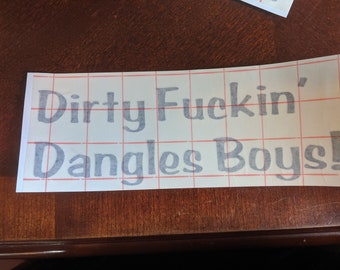 Dirty Fuckin'
Dangles Boys!